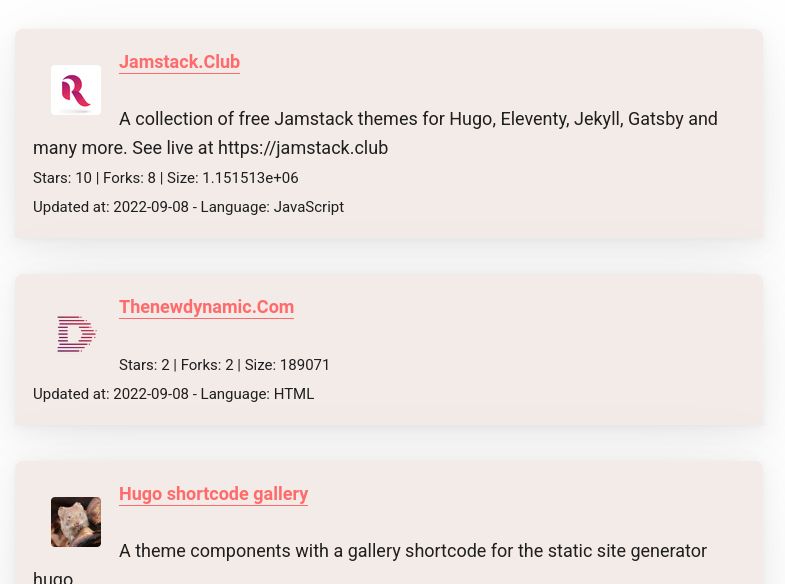 Jamstack.Club
A collection of free Jamstack themes for Hugo, Eleventy, Jekyll, Gatsby and
many more. See live at https://jamstack.club
Stars: 10 | Forks: 8 | Size: 1.151513e+06
Updated at: 2022-09-08 - Language: JavaScript
Thenewdynamic.Com
Stars: 2 | Forks: 2 | Size: 189071
Updated at: 2022-09-08 - Language: HTML
Hugo shortcode gallery
A theme components with a gallery shortcode for the static site generator
hugo